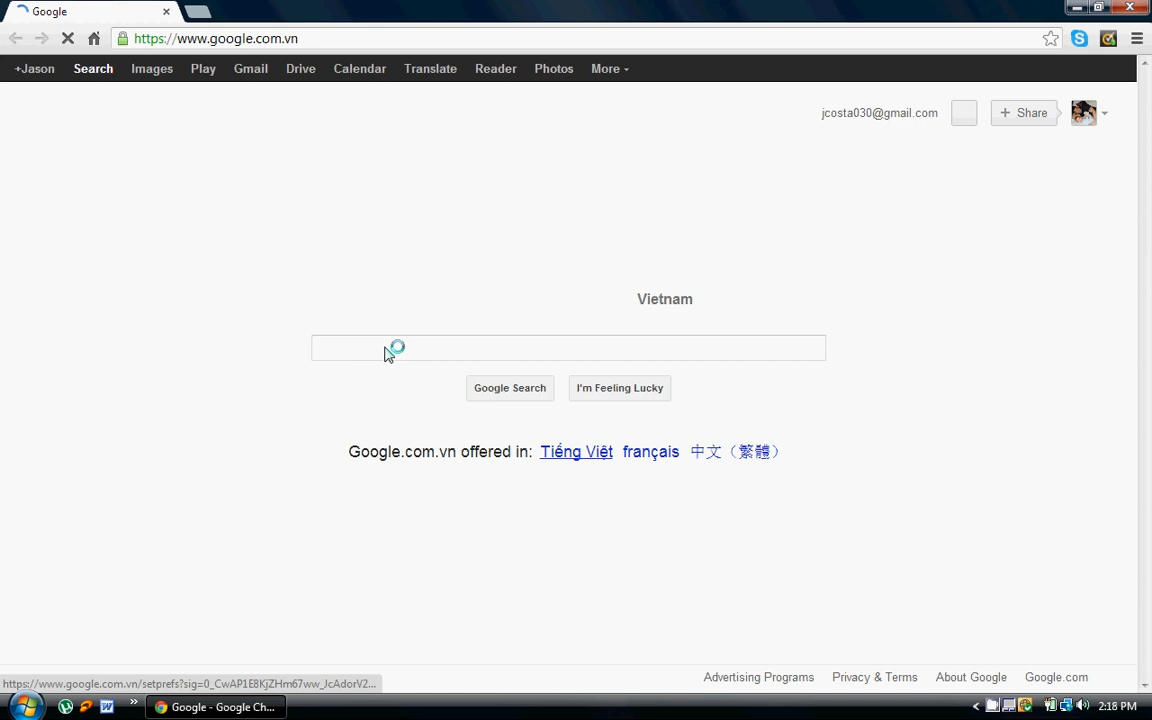 Google
https://www.google.com.vn
+Jason Search Images Play Gmail Drive Calendar Translate Reader Photos More
jcosta030@gmail.com + Share
Vietnam
Google Search I'm Feeling Lucky
Google.com.vn offered in: Tiếng Việt français 中文（繁體）
Advertising Programs Privacy & Terms About Google Google.com
https://www.google.com.vn/setprefs?sig=0_CwAP1E8KjZHm67ww_JcAdorV2...
Google - Google Ch... 2:18 PM